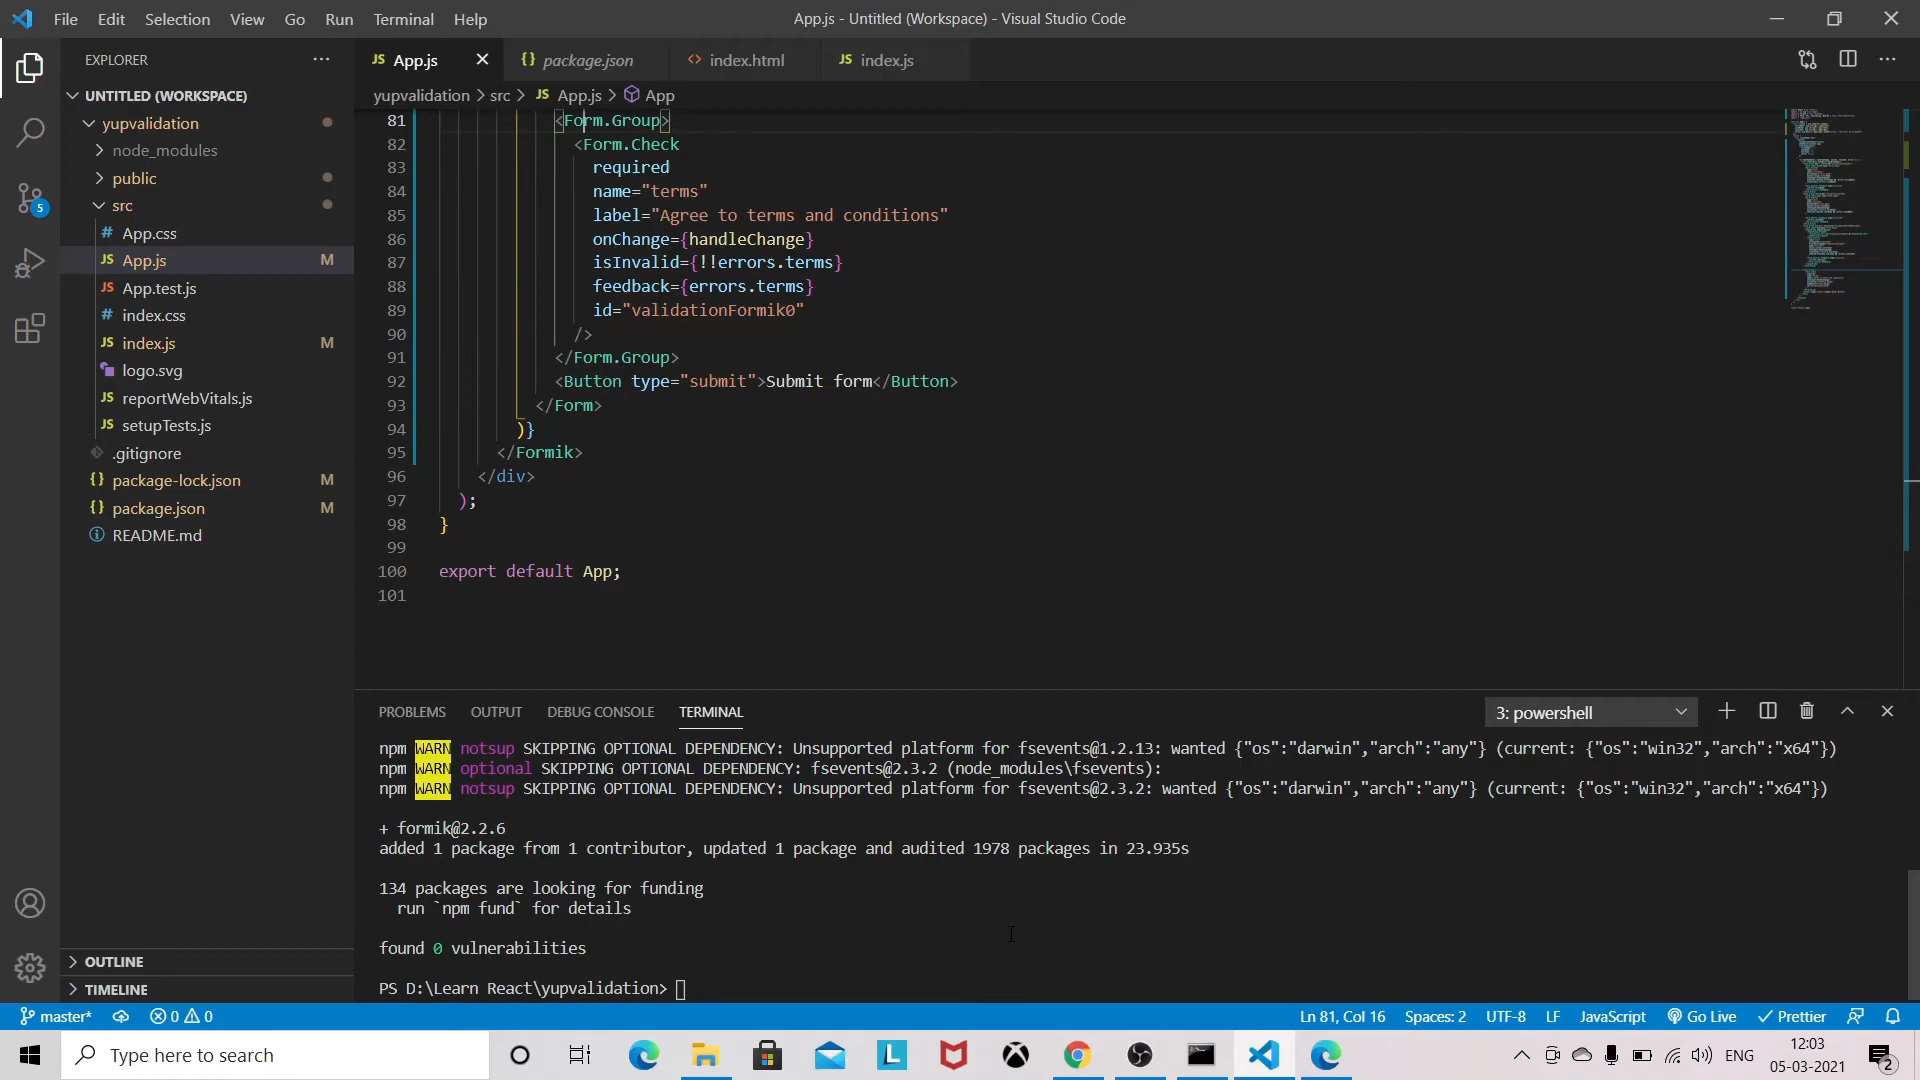 File Edit Selection View Go Run Terminal Help
App.js - Untitled (Workspace) - Visual Studio Code
EXPLORER
UNTITLED (WORKSPACE)
yupvalidation
node_modules
public
src
App.css
App.js M
App.test.js
index.css
index.js M
logo.svg
reportWebVitals.js
setupTests.js
.gitignore
package-lock.json M
package.json M
README.md
OUTLINE
TIMELINE
5
JS App.js
{} package.json
<> index.html
JS index.js
yupvalidation > src > JS App.js > App
81 <Form.Group>
82 <Form.Check
83 required
84 name="terms"
85 label="Agree to terms and conditions"
86 onChange={handleChange}
87 isInvalid={!!errors.terms}
88 feedback={errors.terms}
89 id="validationFormik0"
90 />
91 </Form.Group>
92 <Button type="submit">Submit form</Button>
93 </Form>
94 )}
95 </Formik>
96 </div>
97 );
98 }
99
100 export default App;
101
PROBLEMS OUTPUT DEBUG CONSOLE TERMINAL
3: powershell
npm WARN notsup SKIPPING OPTIONAL DEPENDENCY: Unsupported platform for fsevents@1.2.13: wanted {"os":"darwin","arch":"any"} (current: {"os":"win32","arch":"x64"})
npm WARN optional SKIPPING OPTIONAL DEPENDENCY: fsevents@2.3.2 (node_modules\fsevents):
npm WARN notsup SKIPPING OPTIONAL DEPENDENCY: Unsupported platform for fsevents@2.3.2: wanted {"os":"darwin","arch":"any"} (current: {"os":"win32","arch":"x64"})
+ formik@2.2.6
added 1 package from 1 contributor, updated 1 package and audited 1978 packages in 23.935s
134 packages are looking for funding
run `npm fund` for details
found 0 vulnerabilities
PS D:\Learn React\yupvalidation>
master* 0 0
Ln 81, Col 16 Spaces: 2 UTF-8 LF JavaScript Go Live Prettier
Type here to search
ENG
12:03
05-03-2021
2